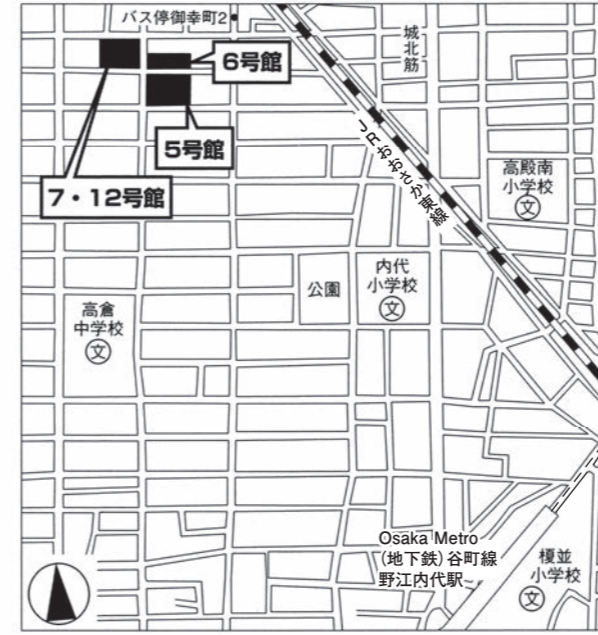 バス停御幸町2
城北筋
6号館
5号館
7・12号館
JRおおさか東線
高殿南
小学校
文
公園
内代
小学校
文
高倉
中学校
文
Osaka Metro
(地下鉄)谷町線
野江内代駅
榎並
小学校
文